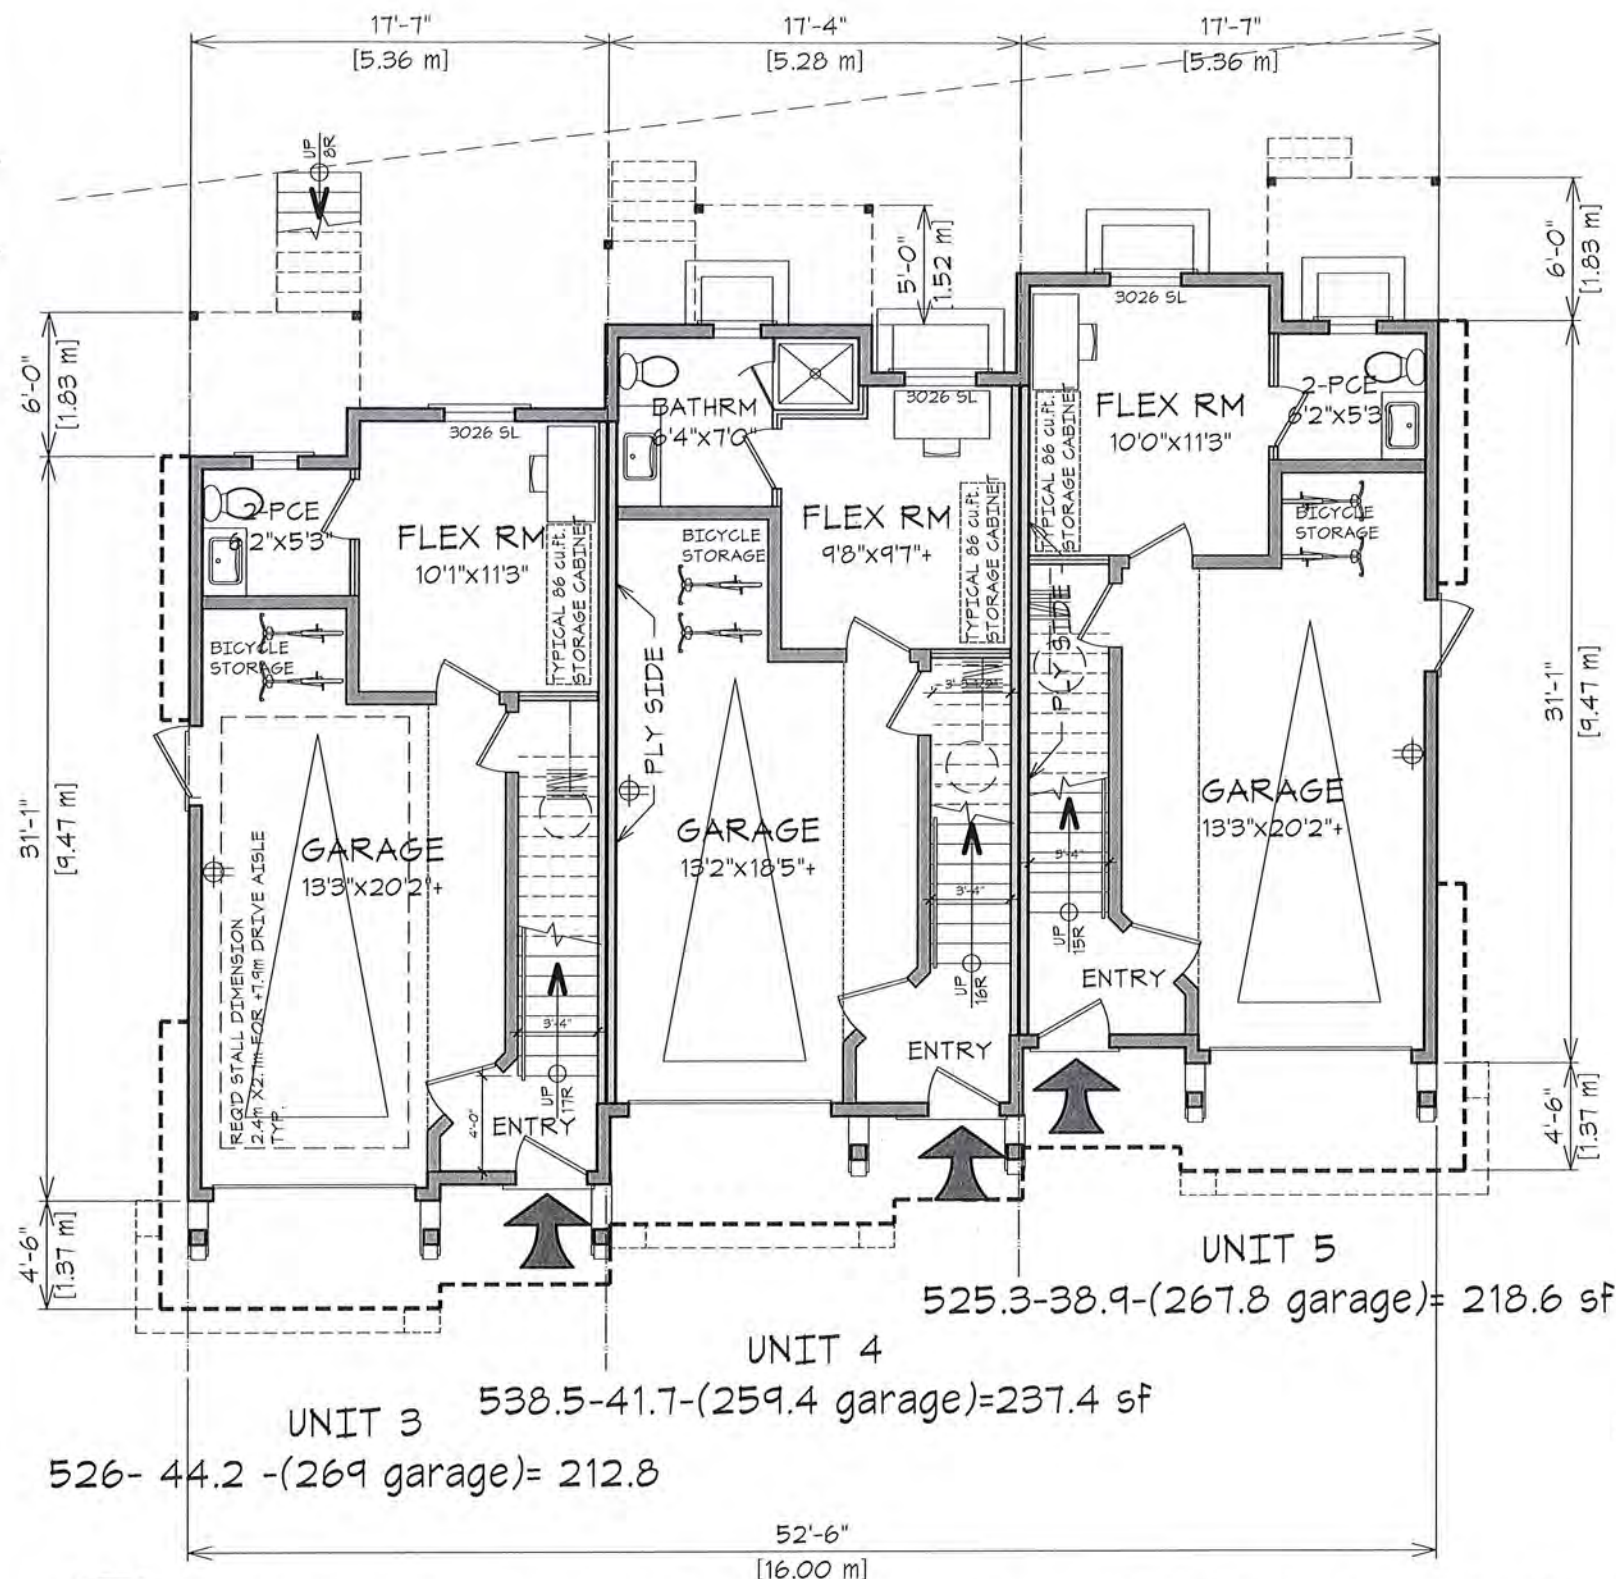 17'-7"
[5.36 m]
17'-4"
[5.28 m]
17'-7"
[5.36 m]
UP
8R
6'-0"
[1.83 m]
5'-0"
[1.52 m]
6'-0"
[1.83 m]
3026 SL
3026 SL
3026 SL
2-PCE
6'2"x5'3"
FLEX RM
10'1"x11'3"
TYPICAL 86 cu.ft.
STORAGE CABINET
BICYCLE
STORAGE
BATHRM
6'4"x7'0"
FLEX RM
9'8"x9'7"+
TYPICAL 86 cu.ft.
STORAGE CABINET
BICYCLE
STORAGE
PLY SIDE
FLEX RM
10'0"x11'3"
2-PCE
6'2"x5'3
TYPICAL 86 cu.ft.
STORAGE CABINET
BICYCLE
STORAGE
PLY SIDE
31'-1"
[9.47 m]
31'-1"
[9.47 m]
GARAGE
13'3"x20'2"+
REQ'D STALL DIMENSION
2.4m X2.1m FOR +7.9m DRIVE AISLE
TYP.
GARAGE
13'2"x18'5"+
GARAGE
13'3"x20'2"+
3'-4"
UP
17R
4'-0"
ENTRY
3'-4"
UP
16R
ENTRY
UP
15R
ENTRY
4'-6"
[1.37 m]
4'-6"
[1.37 m]
UNIT 5
525.3-38.9-(267.8 garage)= 218.6 sf
UNIT 4
538.5-41.7-(259.4 garage)=237.4 sf
UNIT 3
526- 44.2 -(269 garage)= 212.8
52'-6"
[16.00 m]